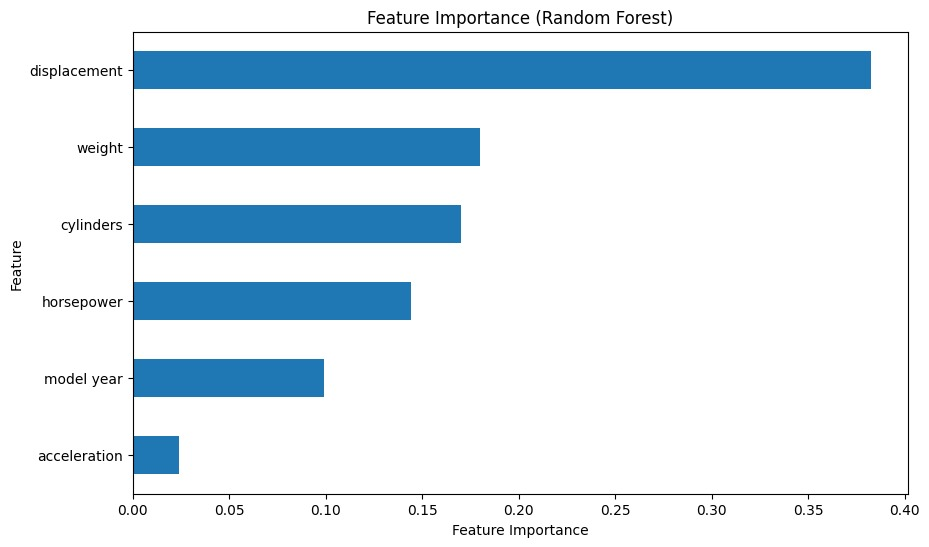 Feature Importance (Random Forest)
displacement
weight
cylinders
horsepower
model year
acceleration
Feature
0.00 0.05 0.10 0.15 0.20 0.25 0.30 0.35 0.40
Feature Importance